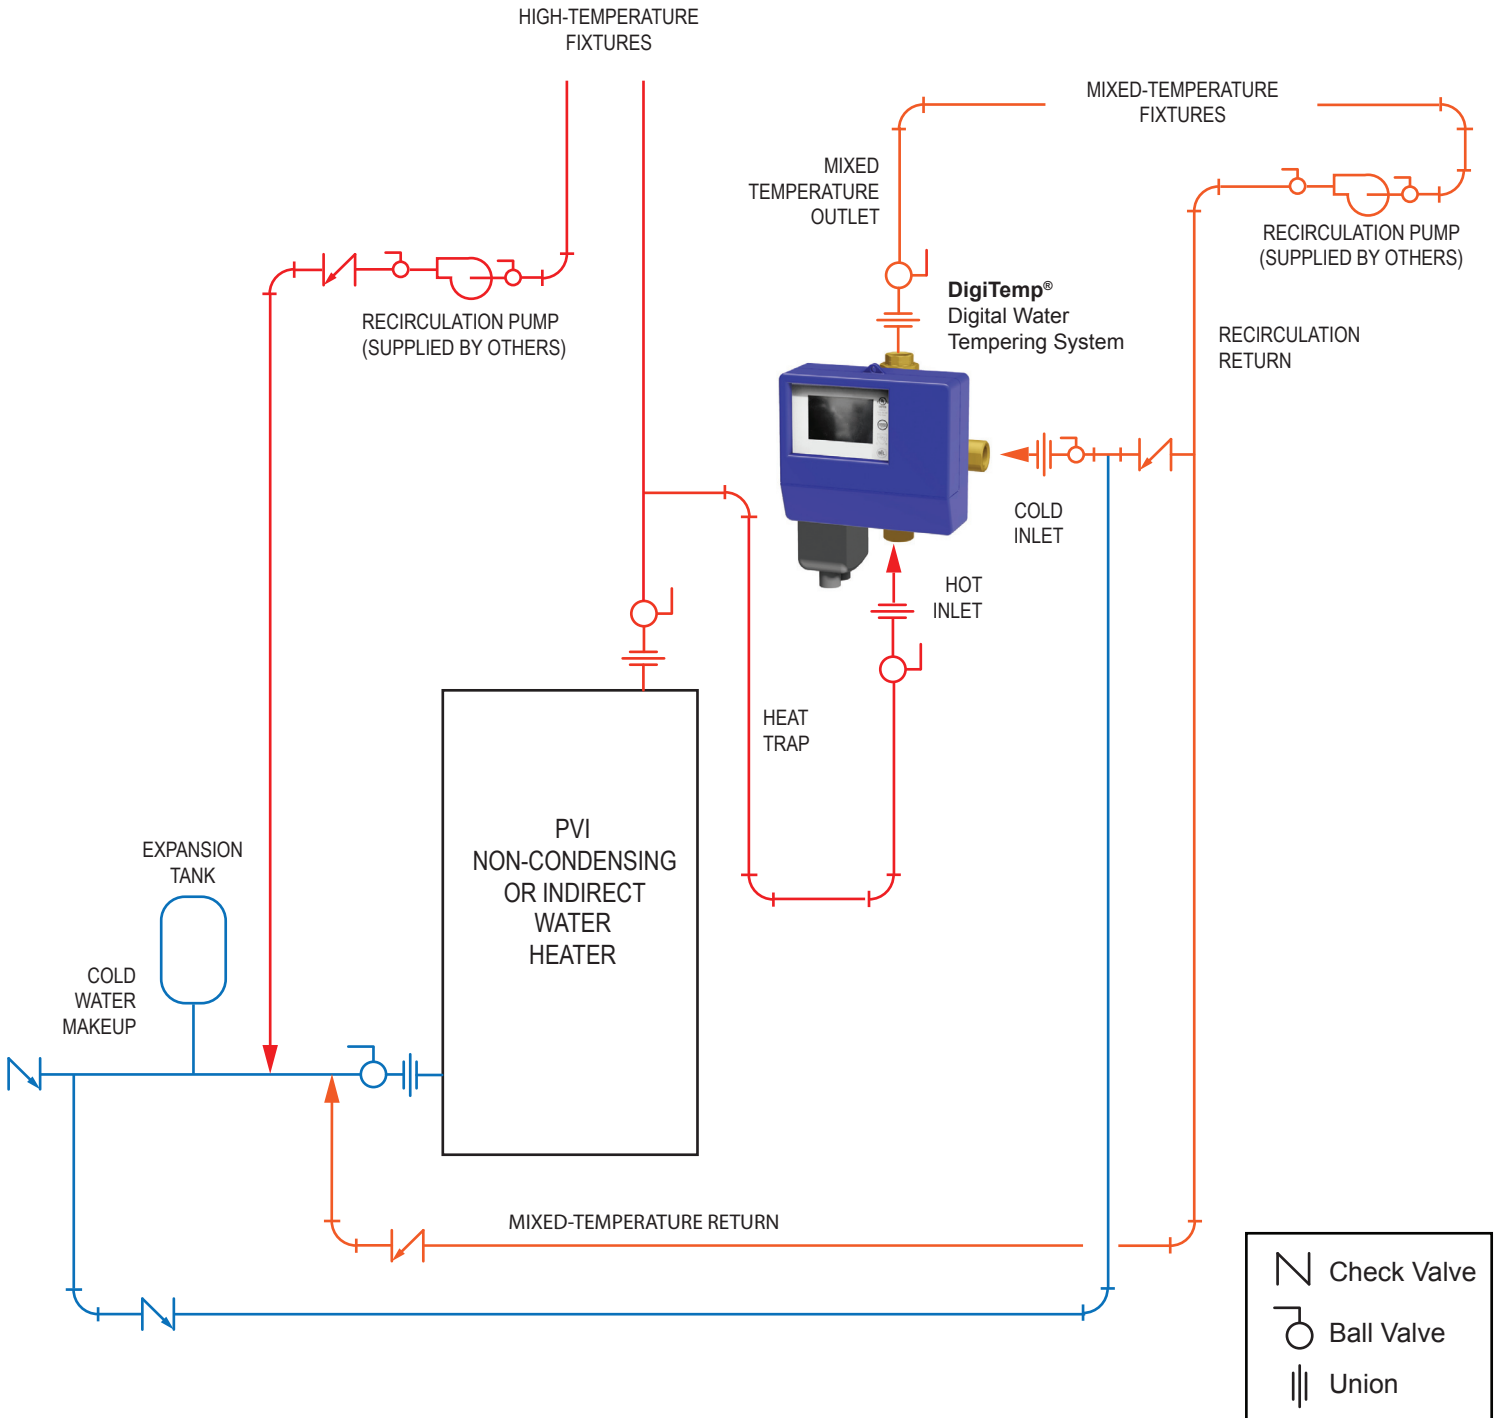 HIGH-TEMPERATURE
FIXTURES
MIXED-TEMPERATURE
FIXTURES
MIXED
TEMPERATURE
OUTLET
RECIRCULATION PUMP
(SUPPLIED BY OTHERS)
RECIRCULATION PUMP
(SUPPLIED BY OTHERS)
DigiTemp®
Digital Water
Tempering System
RECIRCULATION
RETURN
COLD
INLET
HOT
INLET
HEAT
TRAP
PVI
NON-CONDENSING
OR INDIRECT
WATER
HEATER
EXPANSION
TANK
COLD
WATER
MAKEUP
MIXED-TEMPERATURE RETURN
Check Valve
Ball Valve
Union